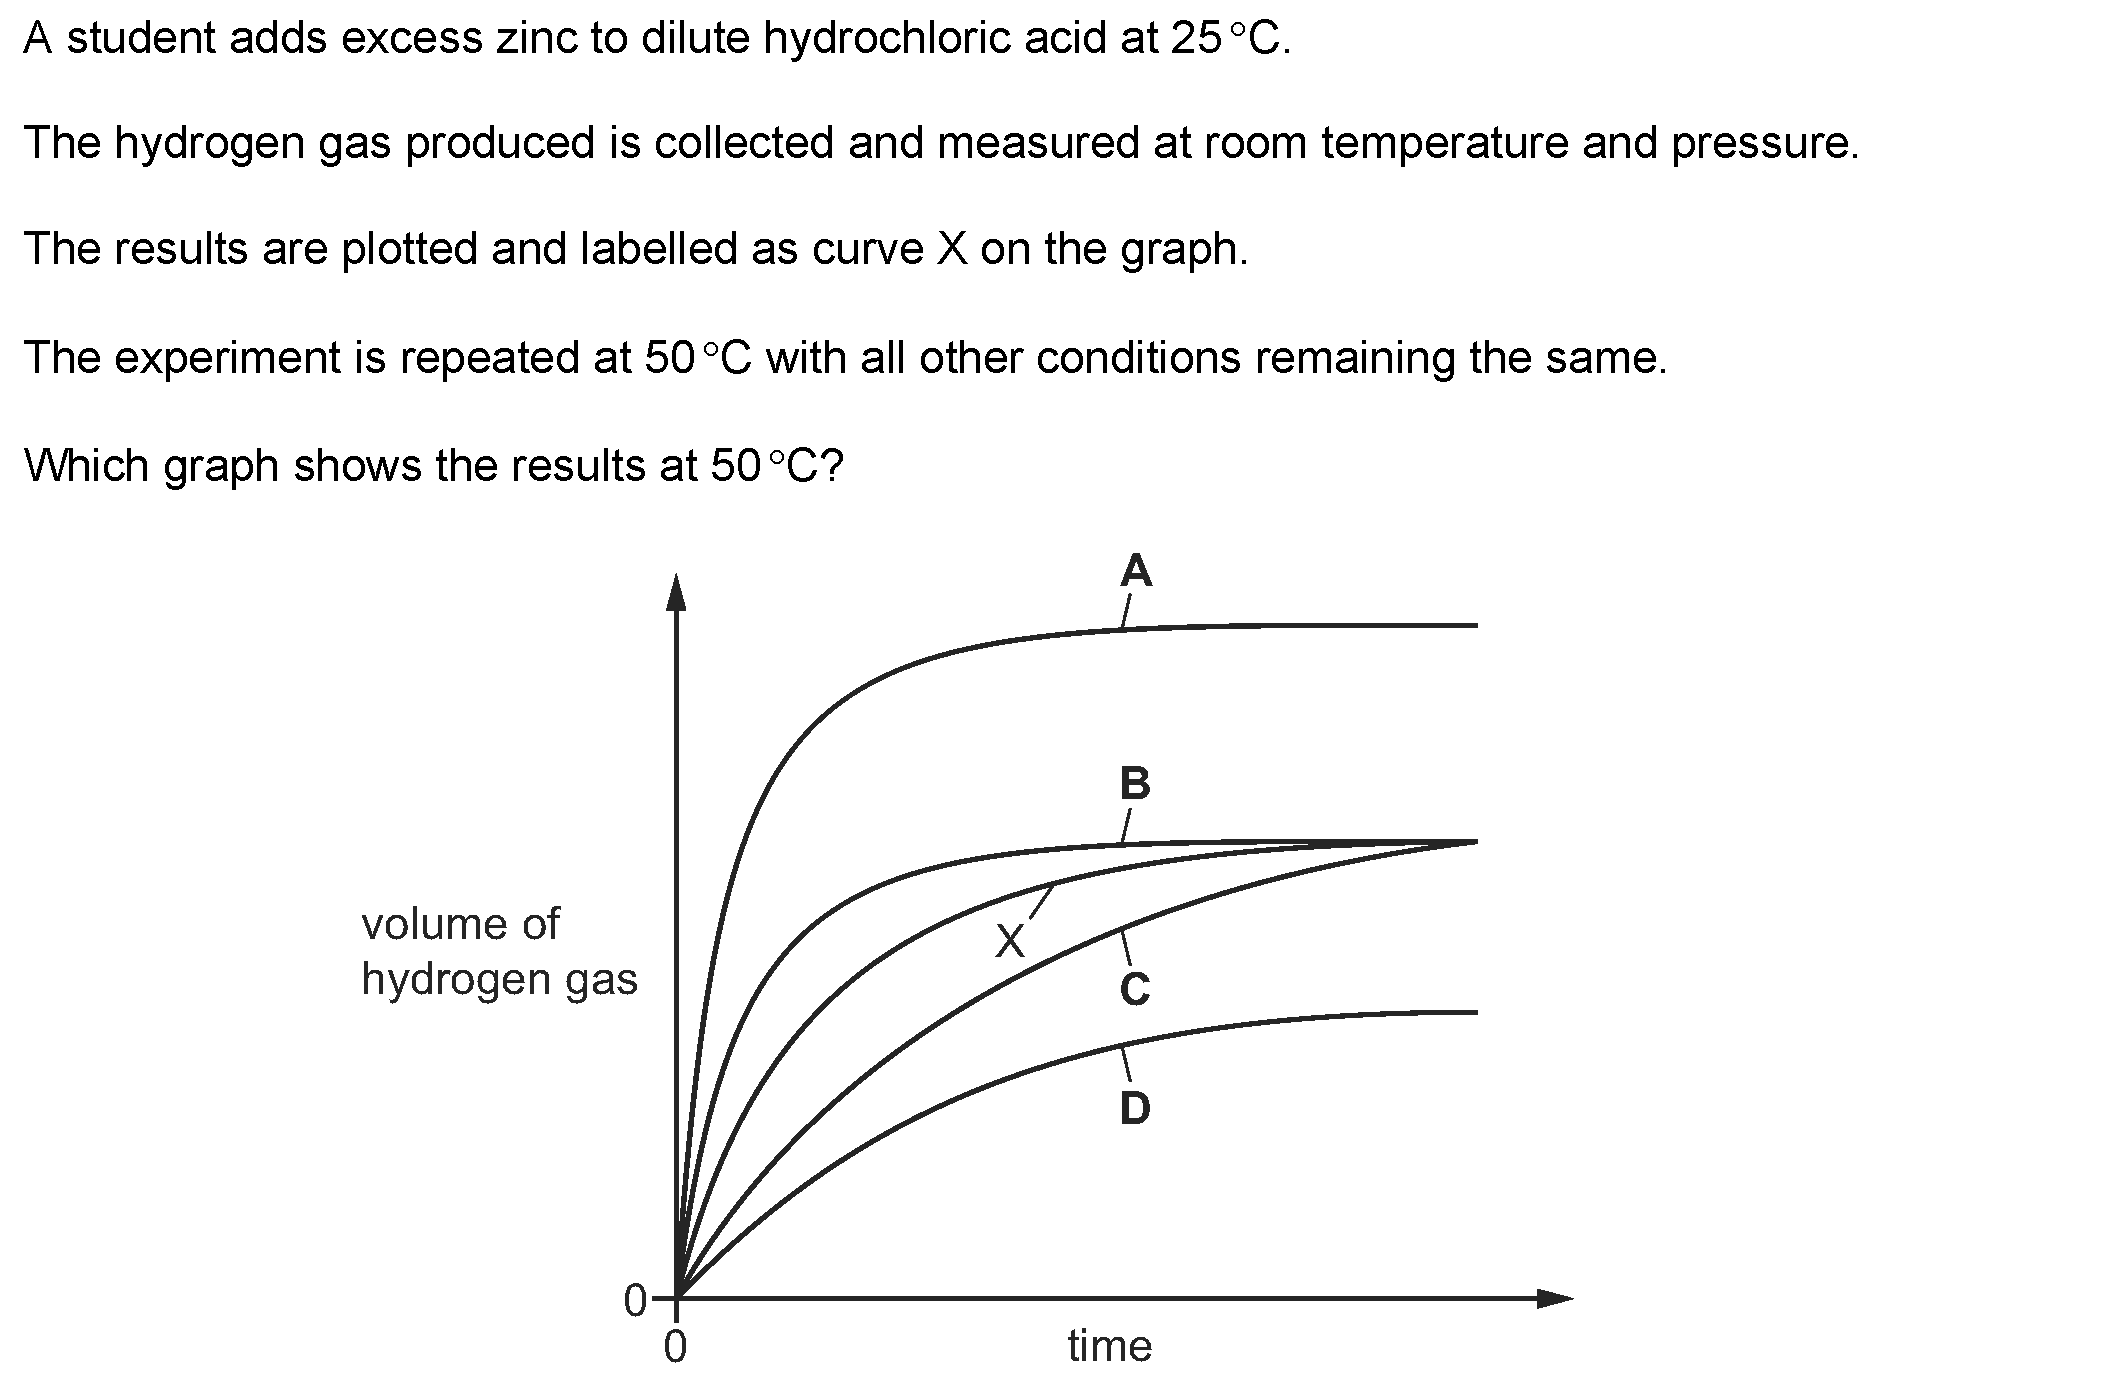 A student adds excess zinc to dilute hydrochloric acid at 25 °C.
The hydrogen gas produced is collected and measured at room temperature and pressure.
The results are plotted and labelled as curve X on the graph.
The experiment is repeated at 50 °C with all other conditions remaining the same.
Which graph shows the results at 50 °C?
A
B
volume of
hydrogen gas
X
C
D
0
0
time